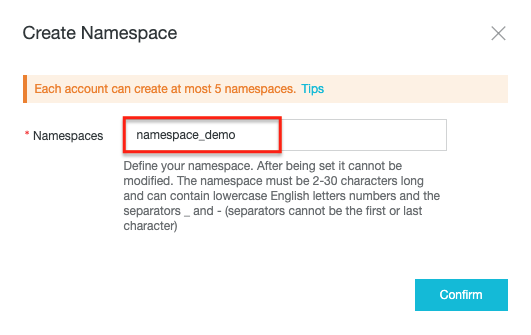 Create Namespace
Each account can create at most 5 namespaces. Tips
* Namespaces
namespace_demo
Define your namespace. After being set it cannot be
modified. The namespace must be 2-30 characters long
and can contain lowercase English letters numbers and the
separators _ and - (separators cannot be the first or last
character)
Confirm